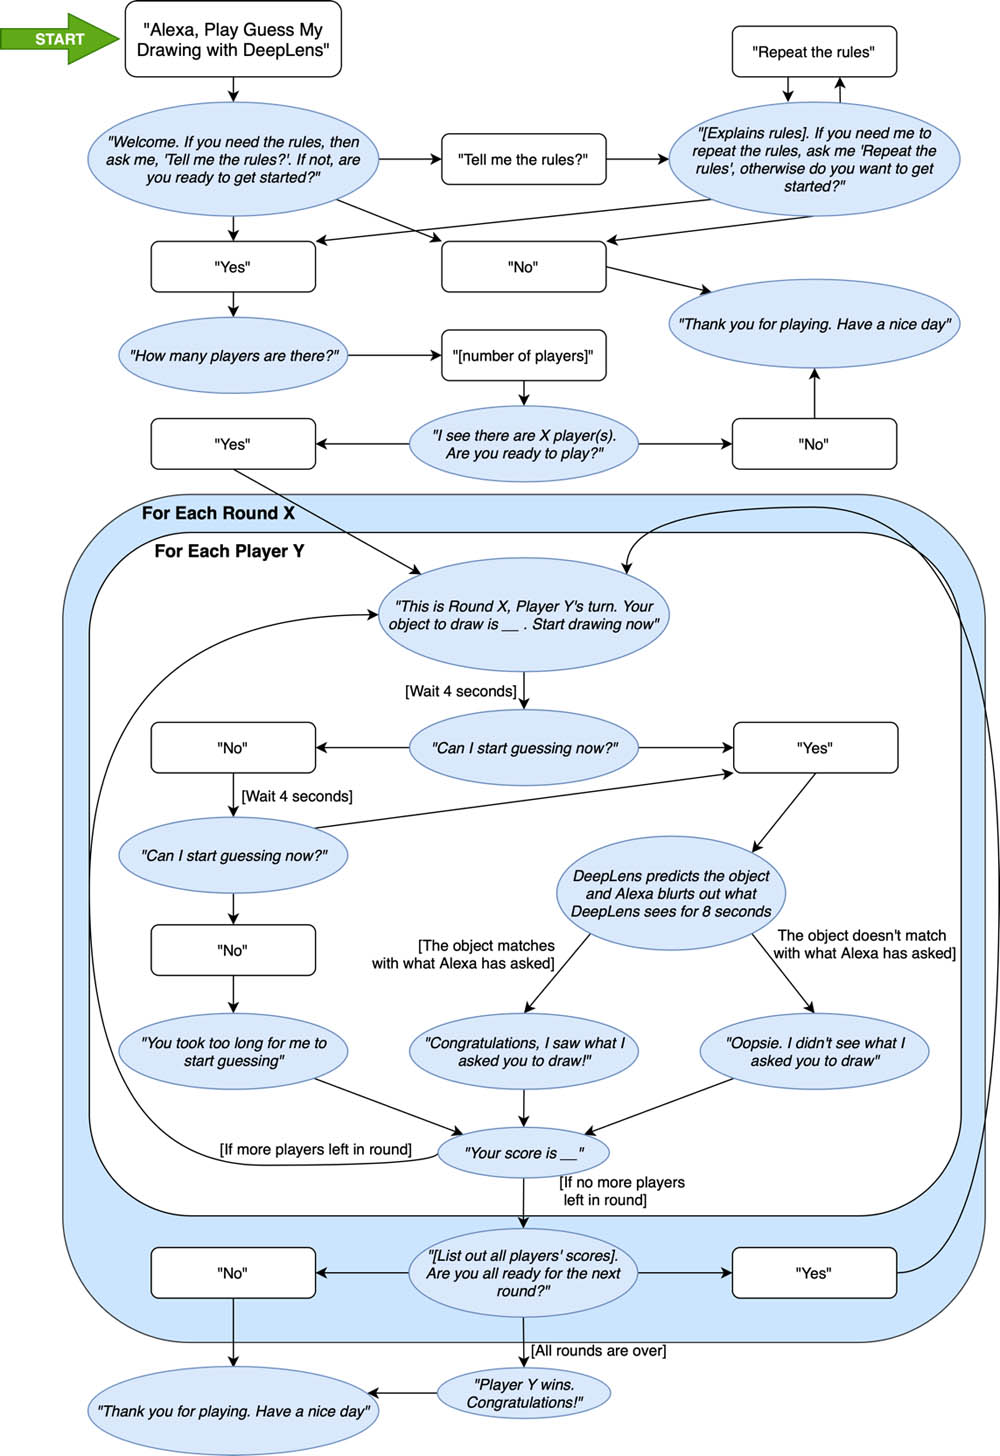 START
"Alexa, Play Guess My
Drawing with DeepLens"
"Repeat the rules"
"Welcome. If you need the rules, then
ask me, 'Tell me the rules?'. If not, are
you ready to get started?"
"Tell me the rules?"
"[Explains rules]. If you need me to
repeat the rules, ask me 'Repeat the
rules', otherwise do you want to get
started?"
"Yes"
"No"
"Thank you for playing. Have a nice day"
"How many players are there?"
"[number of players]"
"Yes"
"I see there are X player(s).
Are you ready to play?"
"No"
For Each Round X
For Each Player Y
"This is Round X, Player Y's turn. Your
object to draw is __ . Start drawing now"
[Wait 4 seconds]
"No"
"Can I start guessing now?"
"Yes"
[Wait 4 seconds]
"Can I start guessing now?"
DeepLens predicts the object
and Alexa blurts out what
DeepLens sees for 8 seconds
"No"
[The object matches
with what Alexa has asked]
The object doesn't match
with what Alexa has asked]
"You took too long for me to
start guessing"
"Congratulations, I saw what I
asked you to draw!"
"Oopsie. I didn't see what I
asked you to draw"
[If more players left in round]
"Your score is __"
[If no more players
left in round]
"No"
"[List out all players' scores].
Are you all ready for the next
round?"
"Yes"
[All rounds are over]
"Player Y wins.
Congratulations!"
"Thank you for playing. Have a nice day"